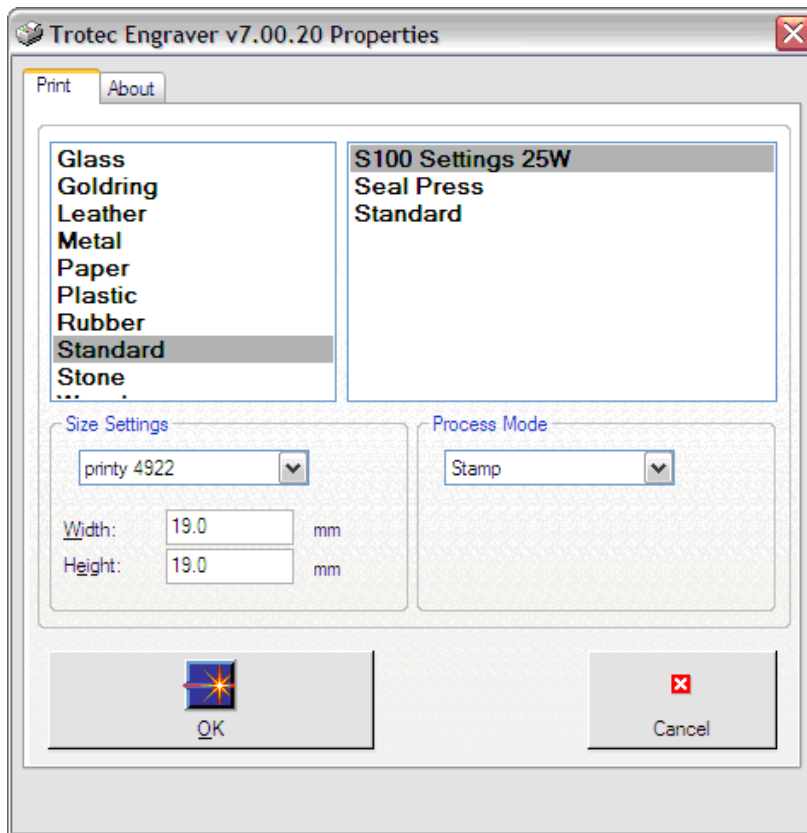 Trotec Engraver v7.00.20 Properties
Print
About
Glass
Goldring
Leather
Metal
Paper
Plastic
Rubber
Standard
Stone
S100 Settings 25W
Seal Press
Standard
Size Settings
printy 4922
Width: 19.0 mm
Height: 19.0 mm
Process Mode
Stamp
OK
Cancel